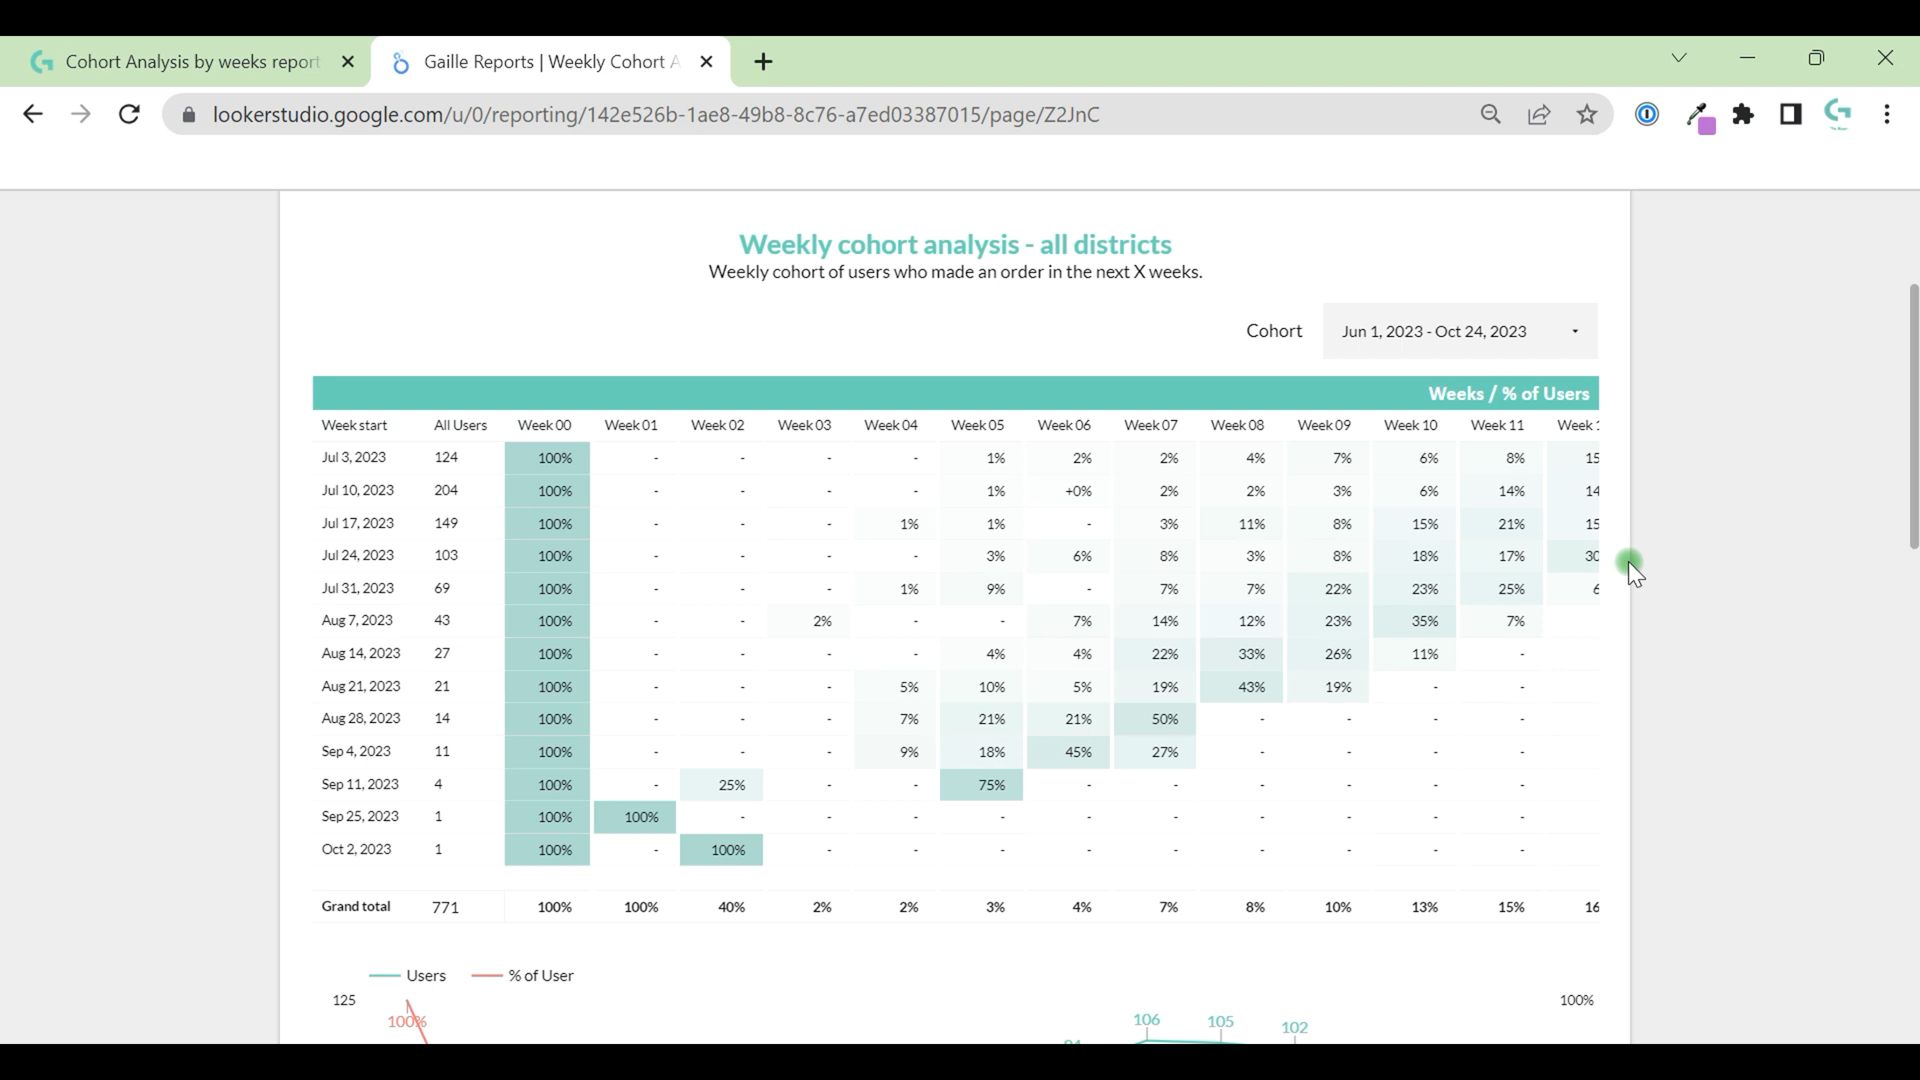 Cohort Analysis by weeks report
Gaille Reports | Weekly Cohort A
lookerstudio.google.com/u/0/reporting/142e526b-1ae8-49b8-8c76-a7ed03387015/page/Z2JnC
Weekly cohort analysis - all districts
Weekly cohort of users who made an order in the next X weeks.
Cohort Jun 1, 2023 - Oct 24, 2023
Weeks / % of Users
Week start All Users Week 00 Week 01 Week 02 Week 03 Week 04 Week 05 Week 06 Week 07 Week 08 Week 09 Week 10 Week 11 Week 1
Jul 3, 2023 124 100% - - - - 1% 2% 2% 4% 7% 6% 8% 15
Jul 10, 2023 204 100% - - - - 1% +0% 2% 2% 3% 6% 14% 14
Jul 17, 2023 149 100% - - - 1% 1% - 3% 11% 8% 15% 21% 15
Jul 24, 2023 103 100% - - - - 3% 6% 8% 3% 8% 18% 17% 30
Jul 31, 2023 69 100% - - - 1% 9% - 7% 7% 22% 23% 25% 6
Aug 7, 2023 43 100% - - 2% - - 7% 14% 12% 23% 35% 7%
Aug 14, 2023 27 100% - - - - 4% 4% 22% 33% 26% 11% -
Aug 21, 2023 21 100% - - - 5% 10% 5% 19% 43% 19% - -
Aug 28, 2023 14 100% - - - 7% 21% 21% 50% - - - -
Sep 4, 2023 11 100% - - - 9% 18% 45% 27% - - - -
Sep 11, 2023 4 100% - 25% - - 75% - - - - - -
Sep 25, 2023 1 100% 100% - - - - - - - - - -
Oct 2, 2023 1 100% - 100% - - - - - - - - -
Grand total 771 100% 100% 40% 2% 2% 3% 4% 7% 8% 10% 13% 15% 16
Users % of User
125 100%
100% 106 105 102